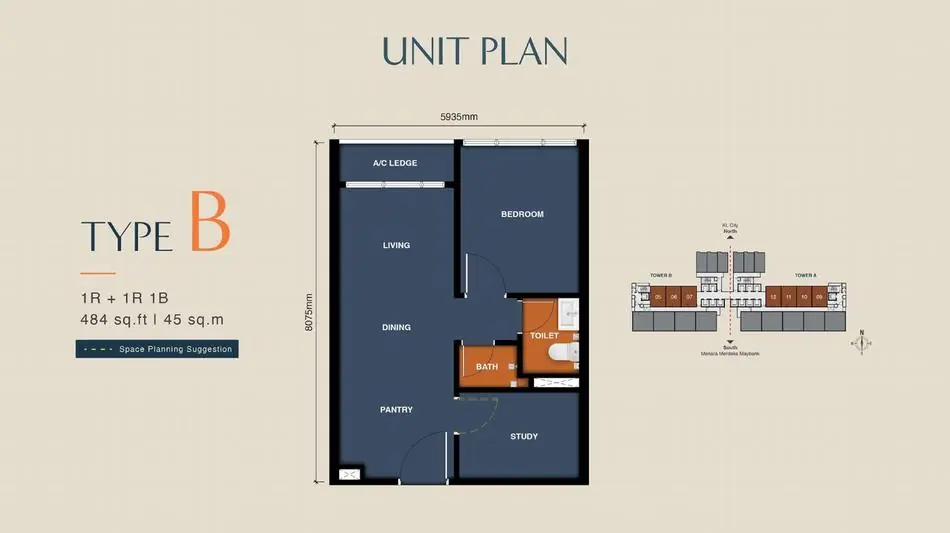 UNIT PLAN
TYPE B
1R + 1R 1B
484 sq.ft | 45 sq.m
Space Planning Suggestion
5935mm
8075mm
A/C LEDGE
BEDROOM
LIVING
DINING
TOILET
BATH
PANTRY
STUDY
KL City
North
TOWER B
TOWER A
05 06 07
12 11 10 09
South
Menara Merdeka Maybank
N